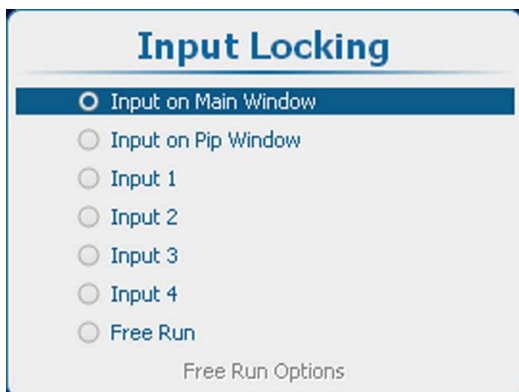 Input Locking
Input on Main Window
Input on Pip Window
Input 1
Input 2
Input 3
Input 4
Free Run
Free Run Options